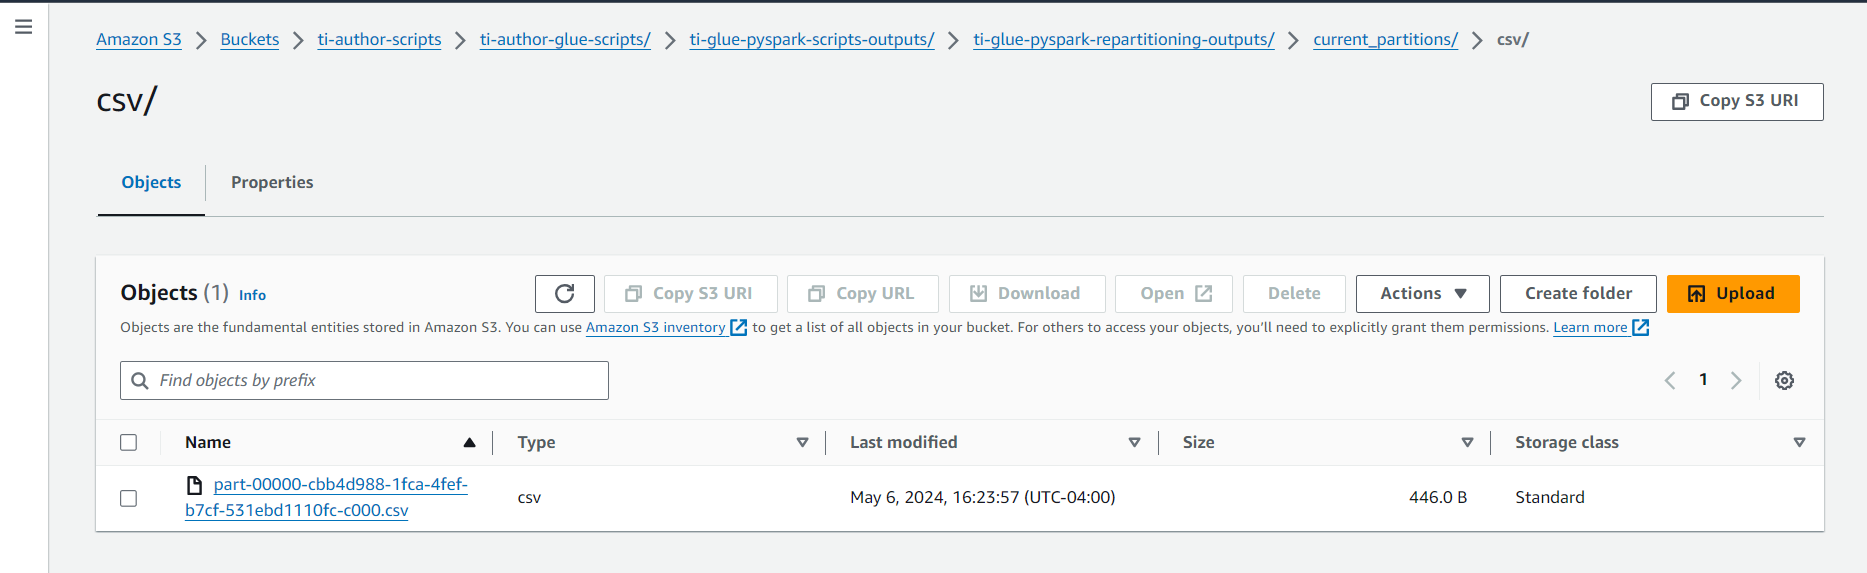 Amazon S3 > Buckets > ti-author-scripts > ti-author-glue-scripts/ > ti-glue-pyspark-scripts-outputs/ > ti-glue-pyspark-repartitioning-outputs/ > current_partitions/ > csv/
csv/
Copy S3 URI
Objects Properties
Objects (1) Info
Copy S3 URI Copy URL Download Open Delete Actions Create folder Upload
Objects are the fundamental entities stored in Amazon S3. You can use Amazon S3 inventory to get a list of all objects in your bucket. For others to access your objects, you'll need to explicitly grant them permissions. Learn more
Find objects by prefix
1
Name Type Last modified Size Storage class
part-00000-cbb4d988-1fca-4fef-
b7cf-531ebd1110fc-c000.csv
csv May 6, 2024, 16:23:57 (UTC-04:00) 446.0 B Standard